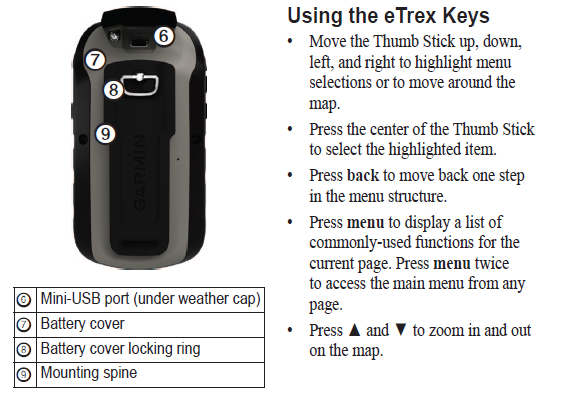 6
7
8
9
GARMIN
⑥ Mini-USB port (under weather cap)
⑦ Battery cover
⑧ Battery cover locking ring
⑨ Mounting spine
Using the eTrex Keys
• Move the Thumb Stick up, down,
left, and right to highlight menu
selections or to move around the
map.
• Press the center of the Thumb Stick
to select the highlighted item.
• Press back to move back one step
in the menu structure.
• Press menu to display a list of
commonly-used functions for the
current page. Press menu twice
to access the main menu from any
page.
• Press ▲ and ▼ to zoom in and out
on the map.